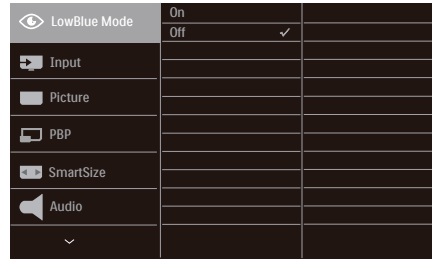 LowBlue Mode
On
Off
Input
Picture
PBP
SmartSize
Audio